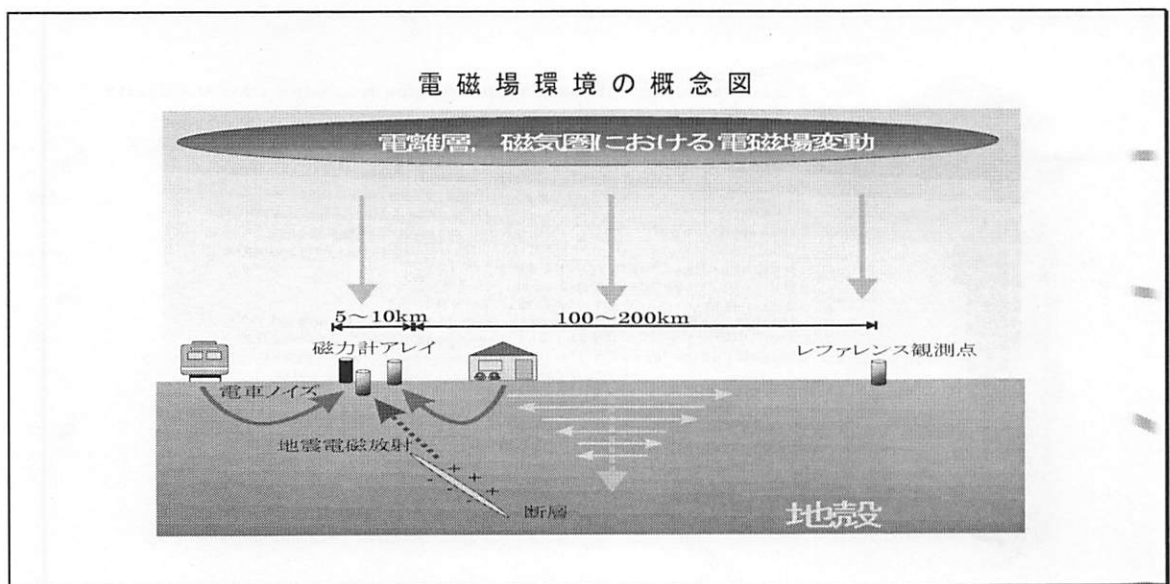 電磁場環境の概念図
電離層, 磁気圏における電磁場変動
5～10km
100～200km
磁力計アレイ
レファレンス観測点
電車ノイズ
地震電磁放射
断層
地殻